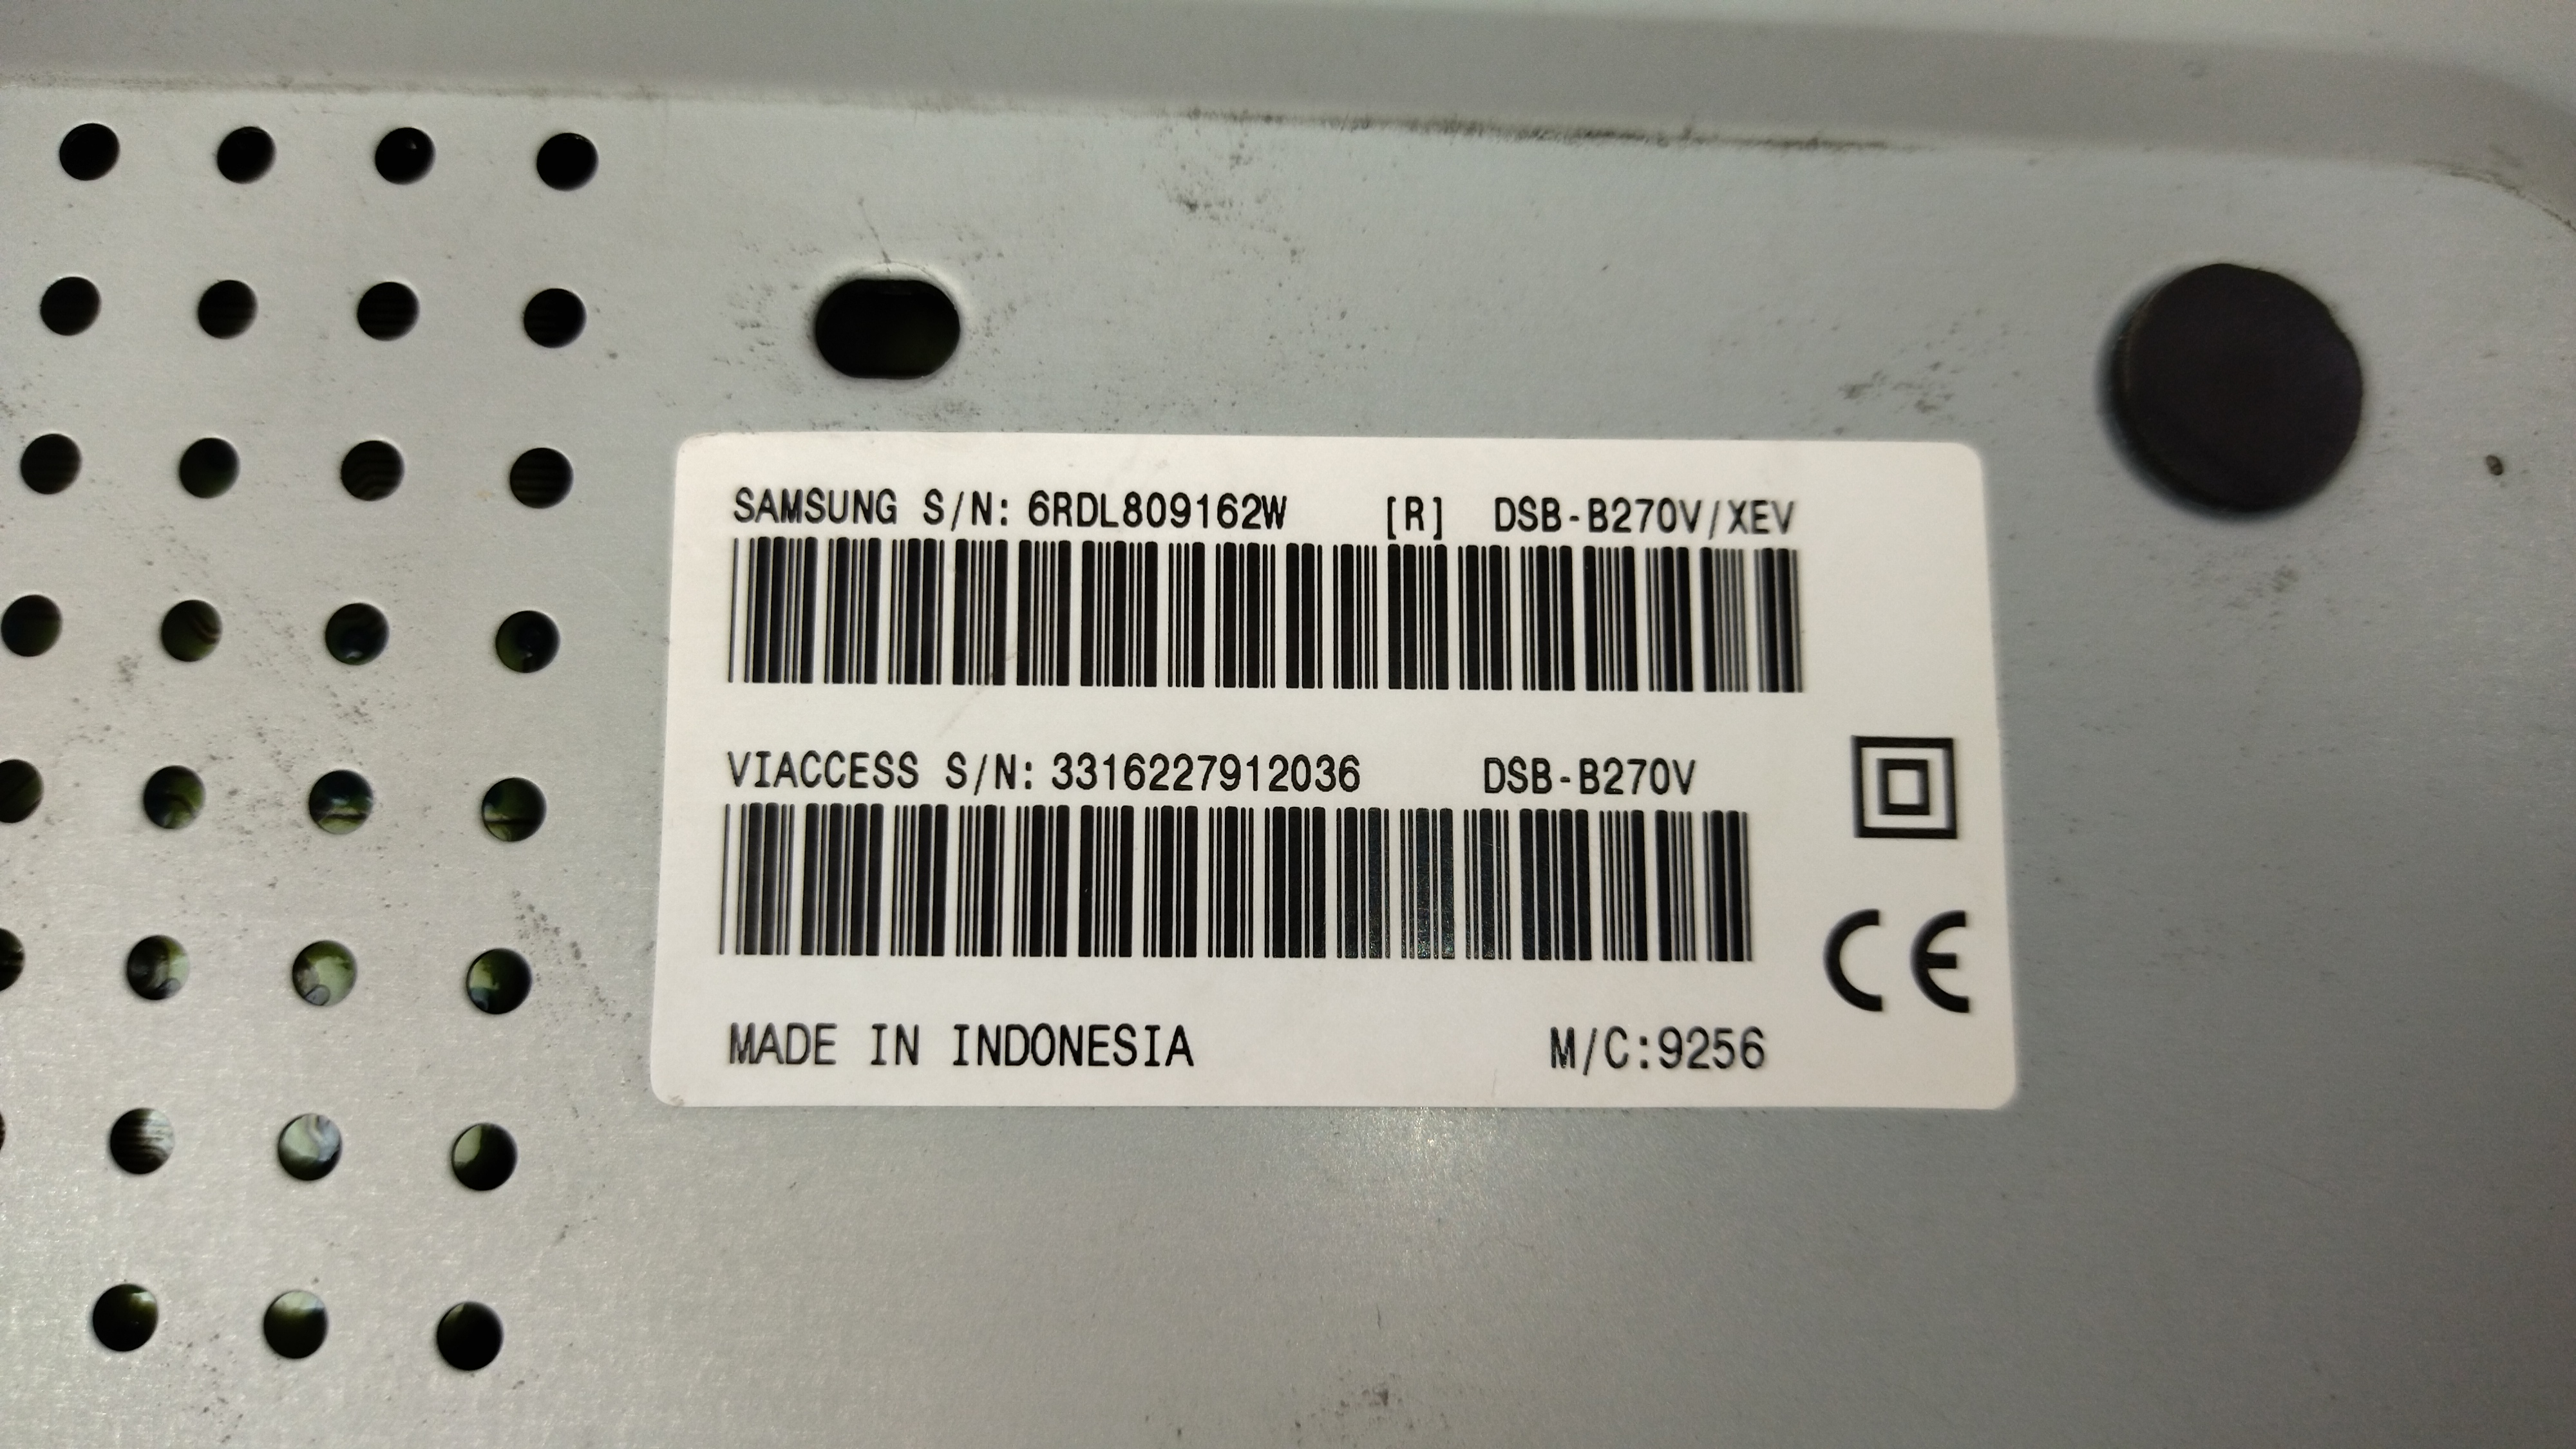 SAMSUNG S/N: 6RDL809162W [R] DSB-B270V/XEV
VIACCESS S/N: 3316227912036 DSB-B270V
CE
MADE IN INDONESIA M/C:9256